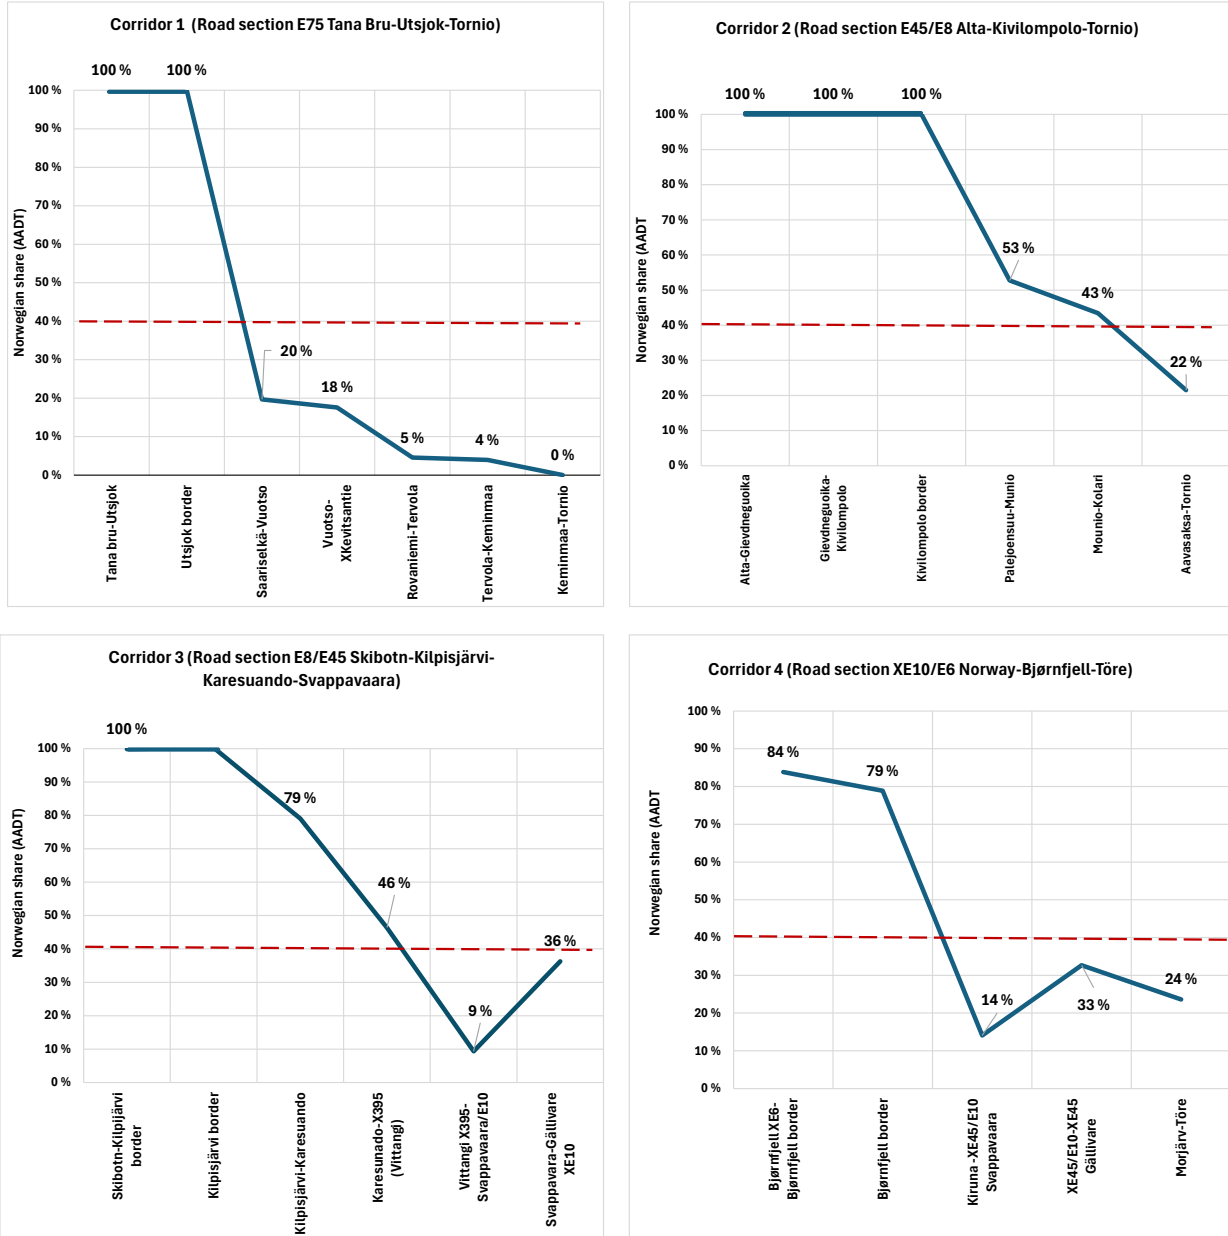 Corridor 1  (Road section E75 Tana Bru-Utsjok-Tornio)
Norwegian share (AADT)
100 %
90 %
80 %
70 %
60 %
50 %
40 %
30 %
20 %
10 %
0 %
100 %
100 %
20 %
18 %
5 %
4 %
0 %
Tana bru-Utsjok
Utsjok border
Saariselkä-Vuotso
Vuotso-
XKevitsantie
Rovaniemi-Tervola
Tervola-Keminmaa
Keminmaa-Tornio
Corridor 2 (Road section E45/E8 Alta-Kivilompolo-Tornio)
Norwegian share (AADT
100 %
90 %
80 %
70 %
60 %
50 %
40 %
30 %
20 %
10 %
0 %
100 %
100 %
100 %
53 %
43 %
22 %
Alta-Gievdneguoika
Gievdneguoika-
Kivilompolo
Kivilompolo border
Palejoensuu-Munio
Mounio-Kolari
Aavasaksa-Tornio
Corridor 3 (Road section E8/E45 Skibotn-Kilpisjärvi-
Karesuando-Svappavaara)
Norwegian share (AADT)
100 %
90 %
80 %
70 %
60 %
50 %
40 %
30 %
20 %
10 %
0 %
100 %
79 %
46 %
9 %
36 %
Skibotn-Kilpijärvi
border
Kilpisjärvi border
Kilpisjärvi-Karesuando
Karesunado-X395
(Vittangi)
Vittangi X395-
Svappavaara/E10
Svappavaara-Gällivare
XE10
Corridor 4 (Road section XE10/E6 Norway-Bjørnfjell-Töre)
Norwegian share (AADT
100 %
90 %
80 %
70 %
60 %
50 %
40 %
30 %
20 %
10 %
0 %
84 %
79 %
14 %
33 %
24 %
Bjørnfjell XE6-
Bjørnfjell border
Bjørnfjell border
Kiruna -XE45/E10
Svappavaara
XE45/E10-XE45
Gällivare
Morjärv-Töre